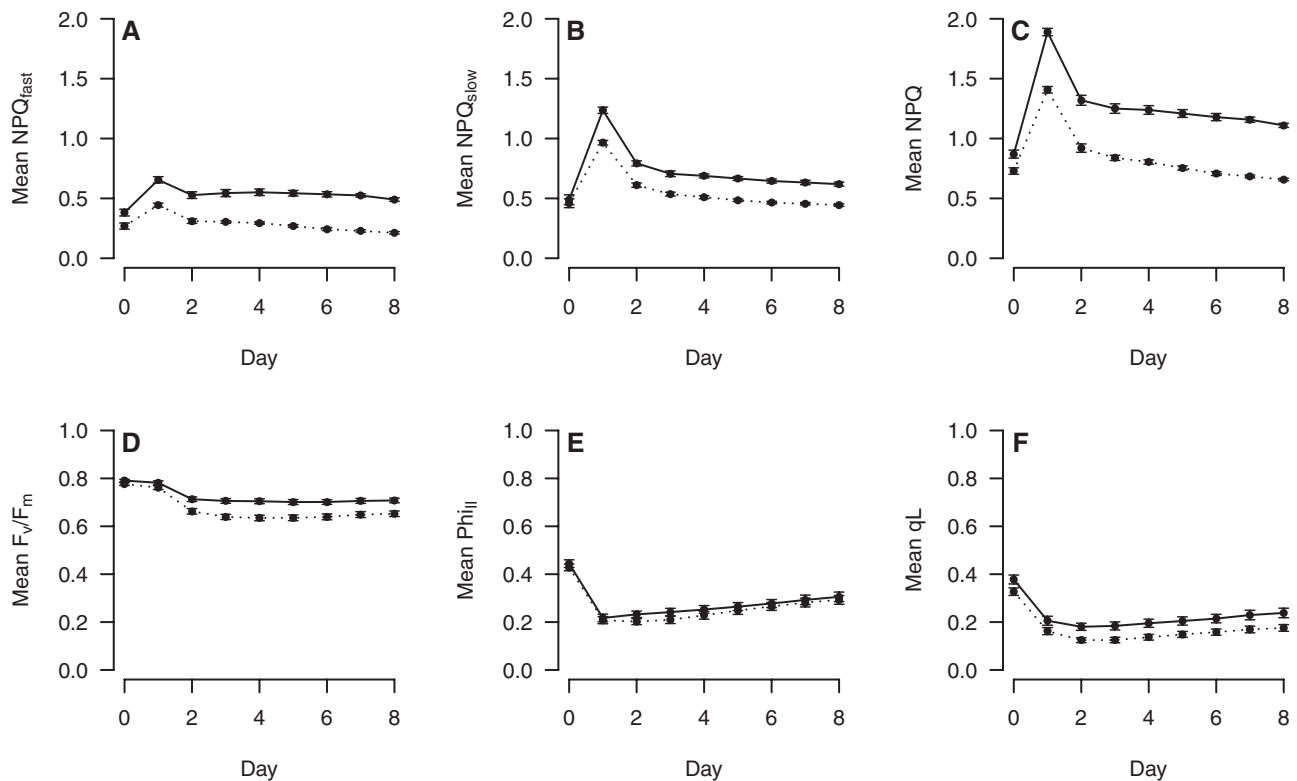 A
Mean NPQfast
2.0
1.5
1.0
0.5
0.0
0 2 4 6 8
Day
B
Mean NPQslow
2.0
1.5
1.0
0.5
0.0
0 2 4 6 8
Day
C
Mean NPQ
2.0
1.5
1.0
0.5
0.0
0 2 4 6 8
Day
D
Mean Fv/Fm
1.0
0.8
0.6
0.4
0.2
0.0
0 2 4 6 8
Day
E
Mean PhiII
1.0
0.8
0.6
0.4
0.2
0.0
0 2 4 6 8
Day
F
Mean qL
1.0
0.8
0.6
0.4
0.2
0.0
0 2 4 6 8
Day